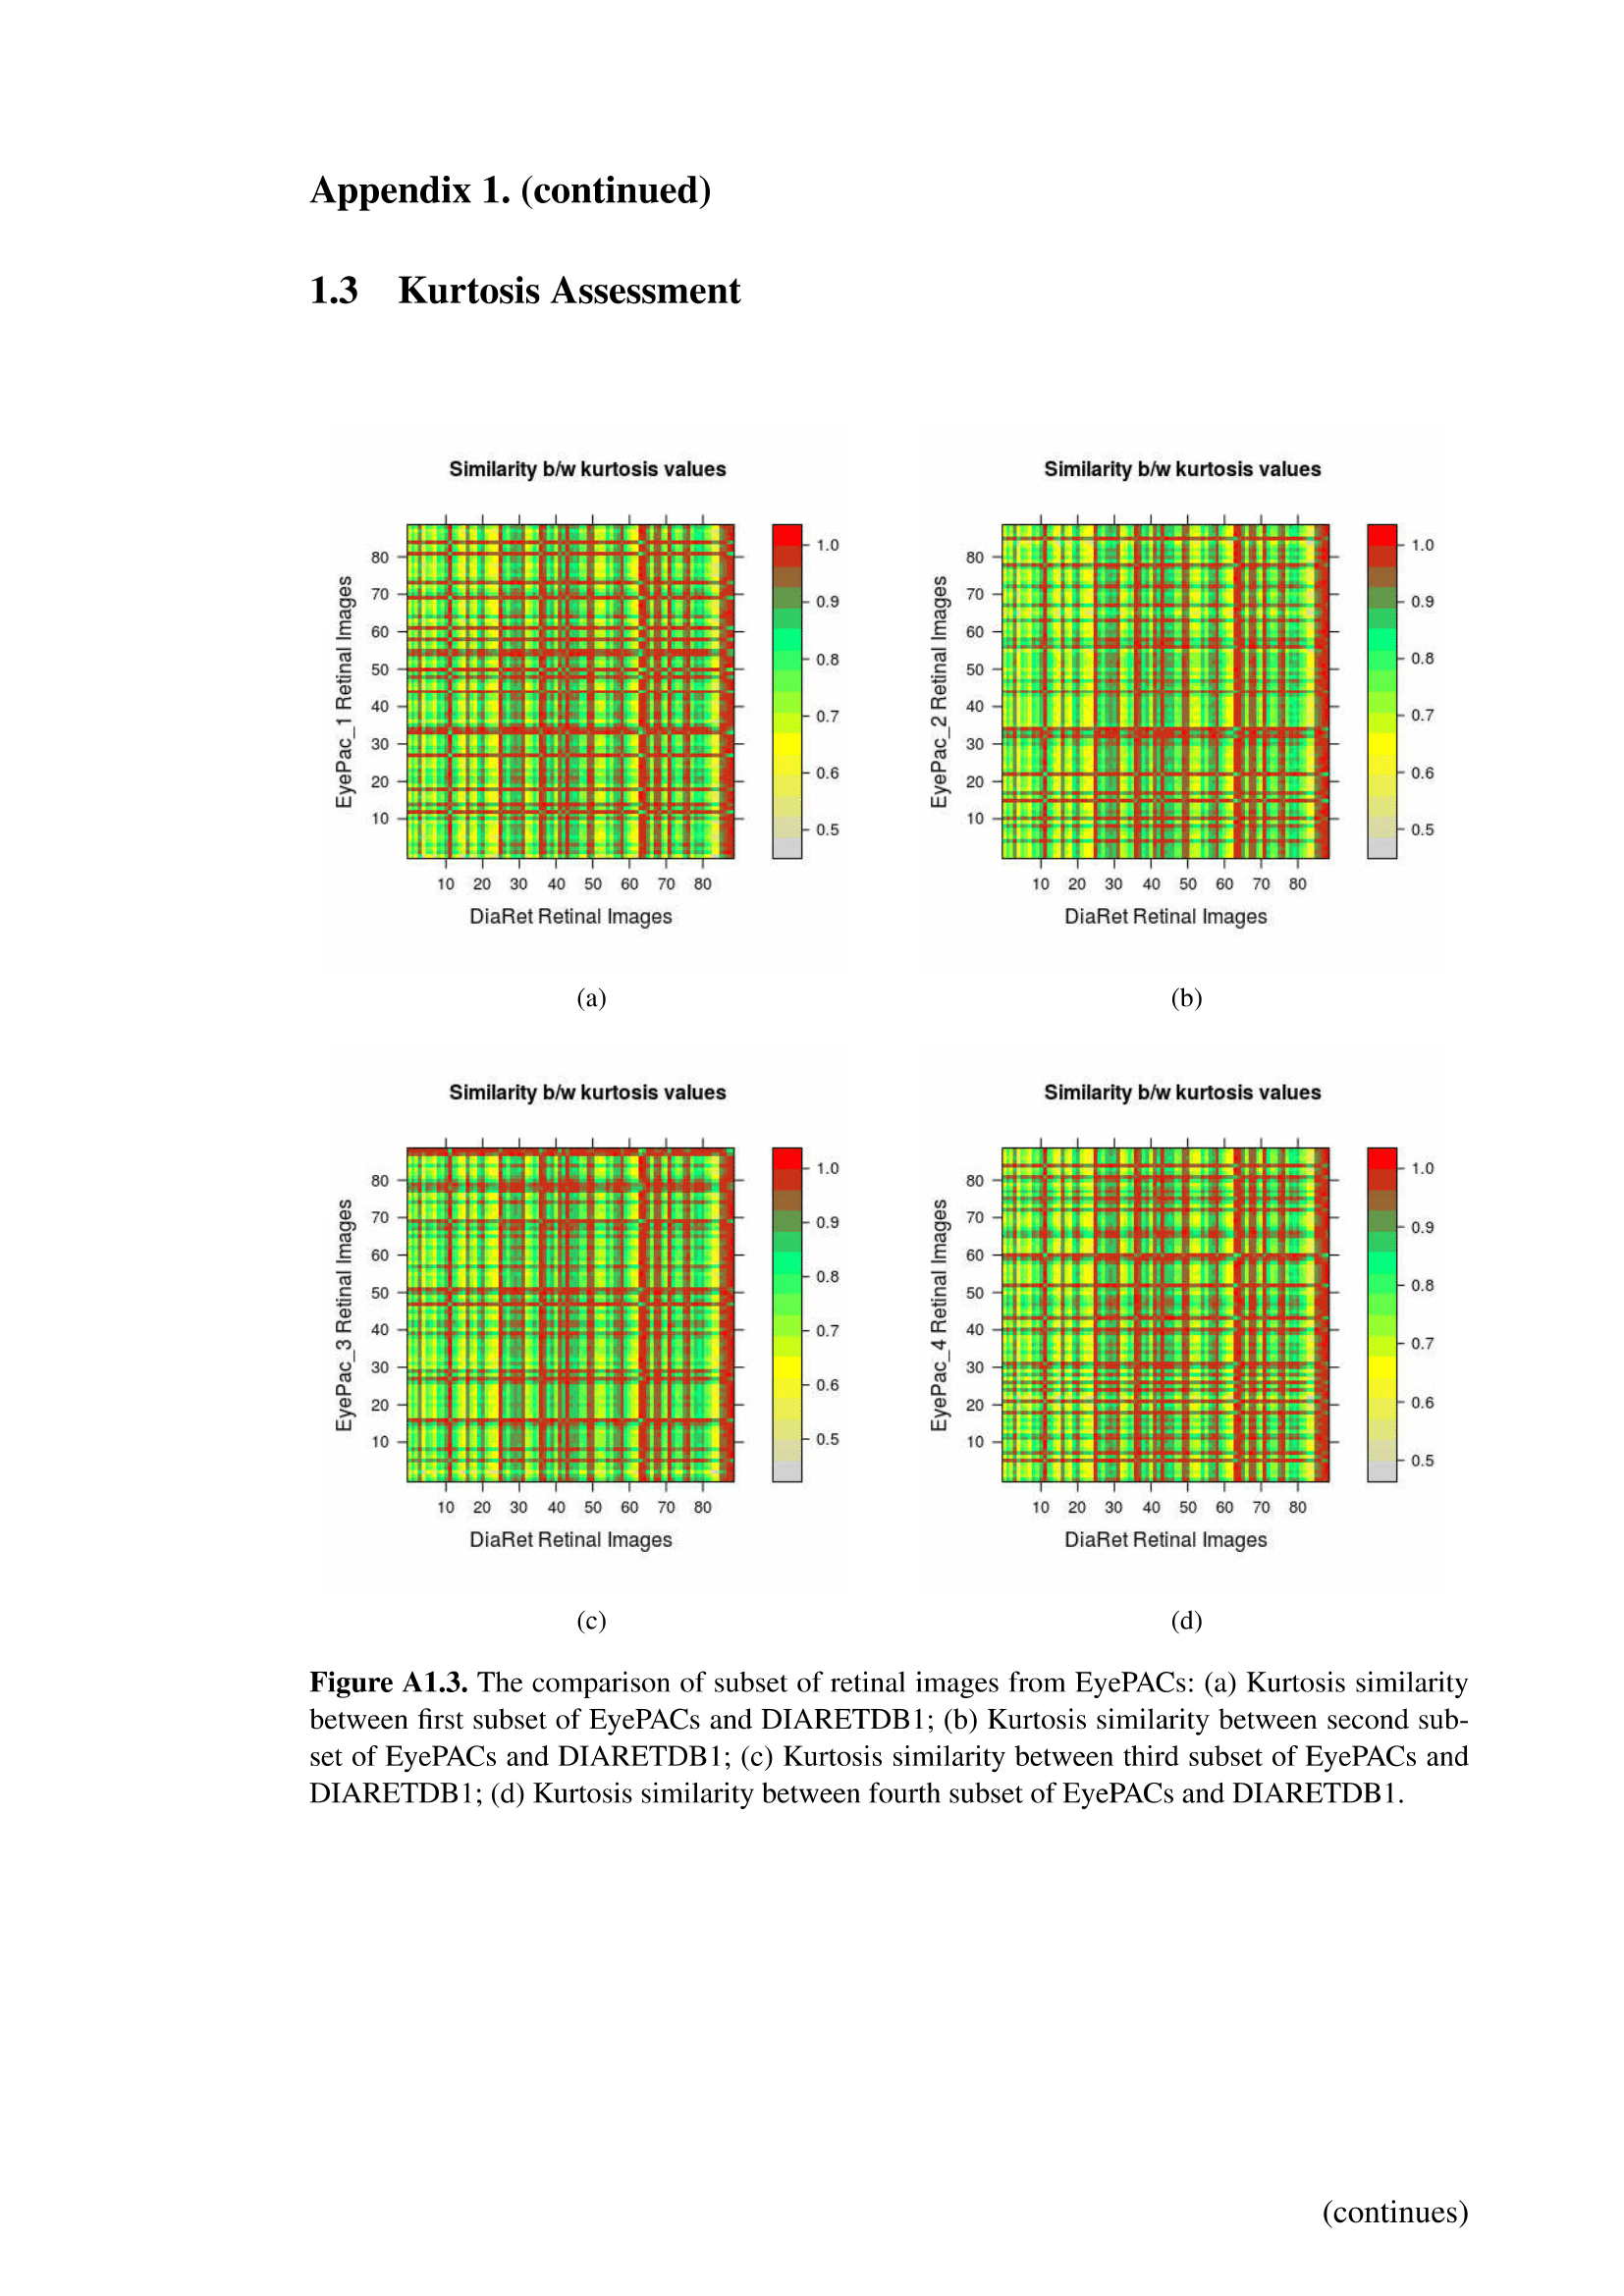 Appendix 1. (continued)
1.3 Kurtosis Assessment
Similarity b/w kurtosis values
EyePac_1 Retinal Images
80
70
60
50
40
30
20
10
10 20 30 40 50 60 70 80
DiaRet Retinal Images
1.0
0.9
0.8
0.7
0.6
0.5
(a)
Similarity b/w kurtosis values
EyePac_2 Retinal Images
80
70
60
50
40
30
20
10
10 20 30 40 50 60 70 80
DiaRet Retinal Images
1.0
0.9
0.8
0.7
0.6
0.5
(b)
Similarity b/w kurtosis values
EyePac_3 Retinal Images
80
70
60
50
40
30
20
10
10 20 30 40 50 60 70 80
DiaRet Retinal Images
1.0
0.9
0.8
0.7
0.6
0.5
(c)
Similarity b/w kurtosis values
EyePac_4 Retinal Images
80
70
60
50
40
30
20
10
10 20 30 40 50 60 70 80
DiaRet Retinal Images
1.0
0.9
0.8
0.7
0.6
0.5
(d)
Figure A1.3. The comparison of subset of retinal images from EyePACs: (a) Kurtosis similarity
between first subset of EyePACs and DIARETDB1; (b) Kurtosis similarity between second sub-
set of EyePACs and DIARETDB1; (c) Kurtosis similarity between third subset of EyePACs and
DIARETDB1; (d) Kurtosis similarity between fourth subset of EyePACs and DIARETDB1.
(continues)